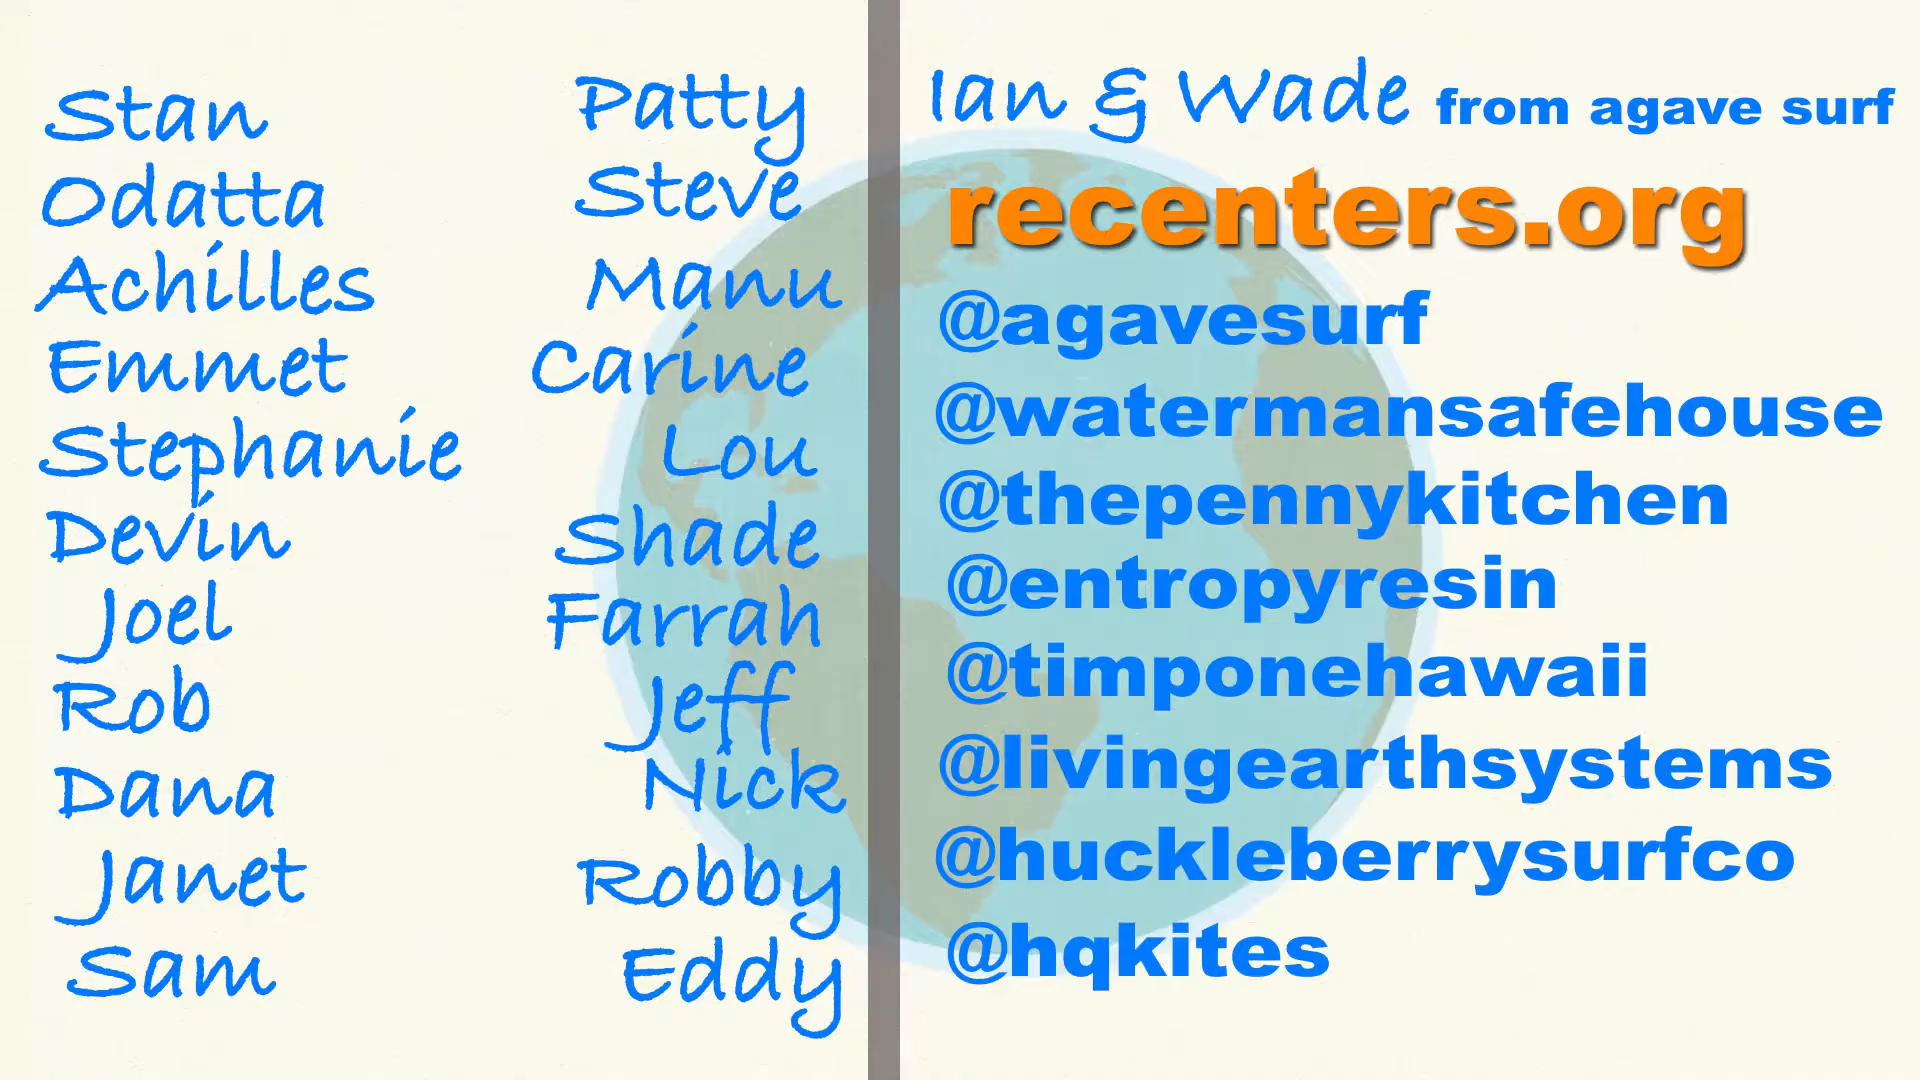 Stan
Odatta
Achilles
Emmet
Stephanie
Devin
Joel
Rob
Dana
Janet
Sam
Patty
Steve
Manu
Carine
Lou
Shade
Farrah
Jeff
Nick
Robby
Eddy
Ian & Wade from agave surf
recenters.org
@agavesurf
@watermansafehouse
@thepennykitchen
@entropyresin
@timponehawaii
@livingearthsystems
@huckleberrysurfco
@hqkites